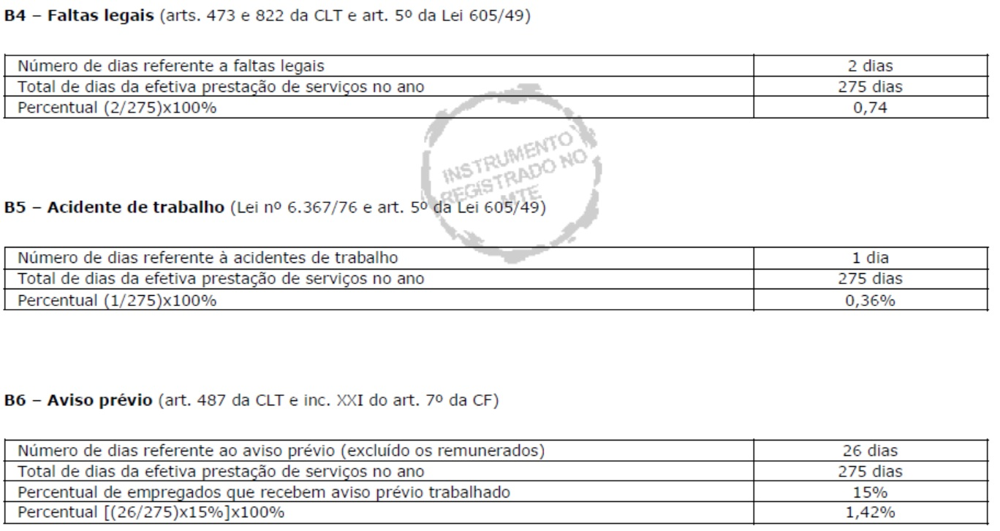 B4 – Faltas legais (arts. 473 e 822 da CLT e art. 5º da Lei 605/49)
Número de dias referente a faltas legais 2 dias
Total de dias da efetiva prestação de serviços no ano 275 dias
Percentual (2/275)x100% 0,74
INSTRUMENTO
REGISTRADO NO
MTE
B5 – Acidente de trabalho (Lei nº 6.367/76 e art. 5º da Lei 605/49)
Número de dias referente à acidentes de trabalho 1 dia
Total de dias da efetiva prestação de serviços no ano 275 dias
Percentual (1/275)x100% 0,36%
B6 – Aviso prévio (art. 487 da CLT e inc. XXI do art. 7º da CF)
Número de dias referente ao aviso prévio (excluído os remunerados) 26 dias
Total de dias da efetiva prestação de serviços no ano 275 dias
Percentual de empregados que recebem aviso prévio trabalhado 15%
Percentual [(26/275)x15%]x100% 1,42%